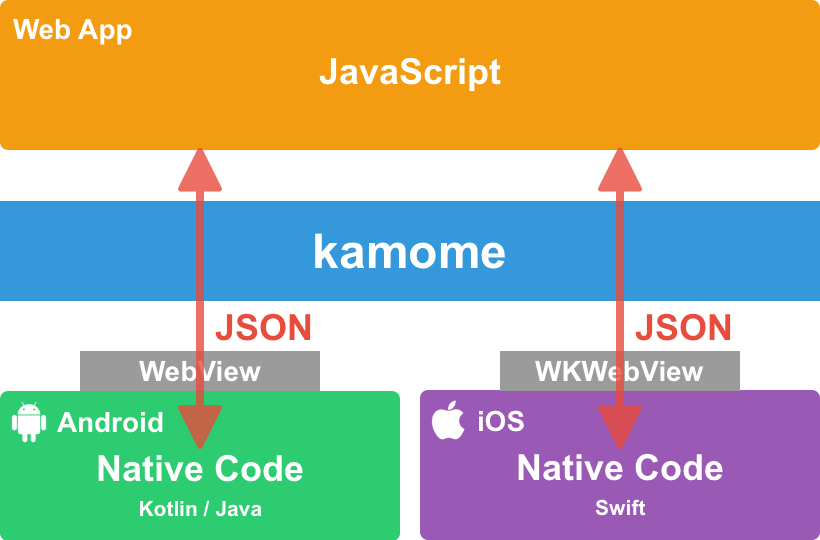 Web App
JavaScript
kamome
JSON
JSON
WebView
WKWebView
Android
iOS
Native Code
Native Code
Kotlin / Java
Swift